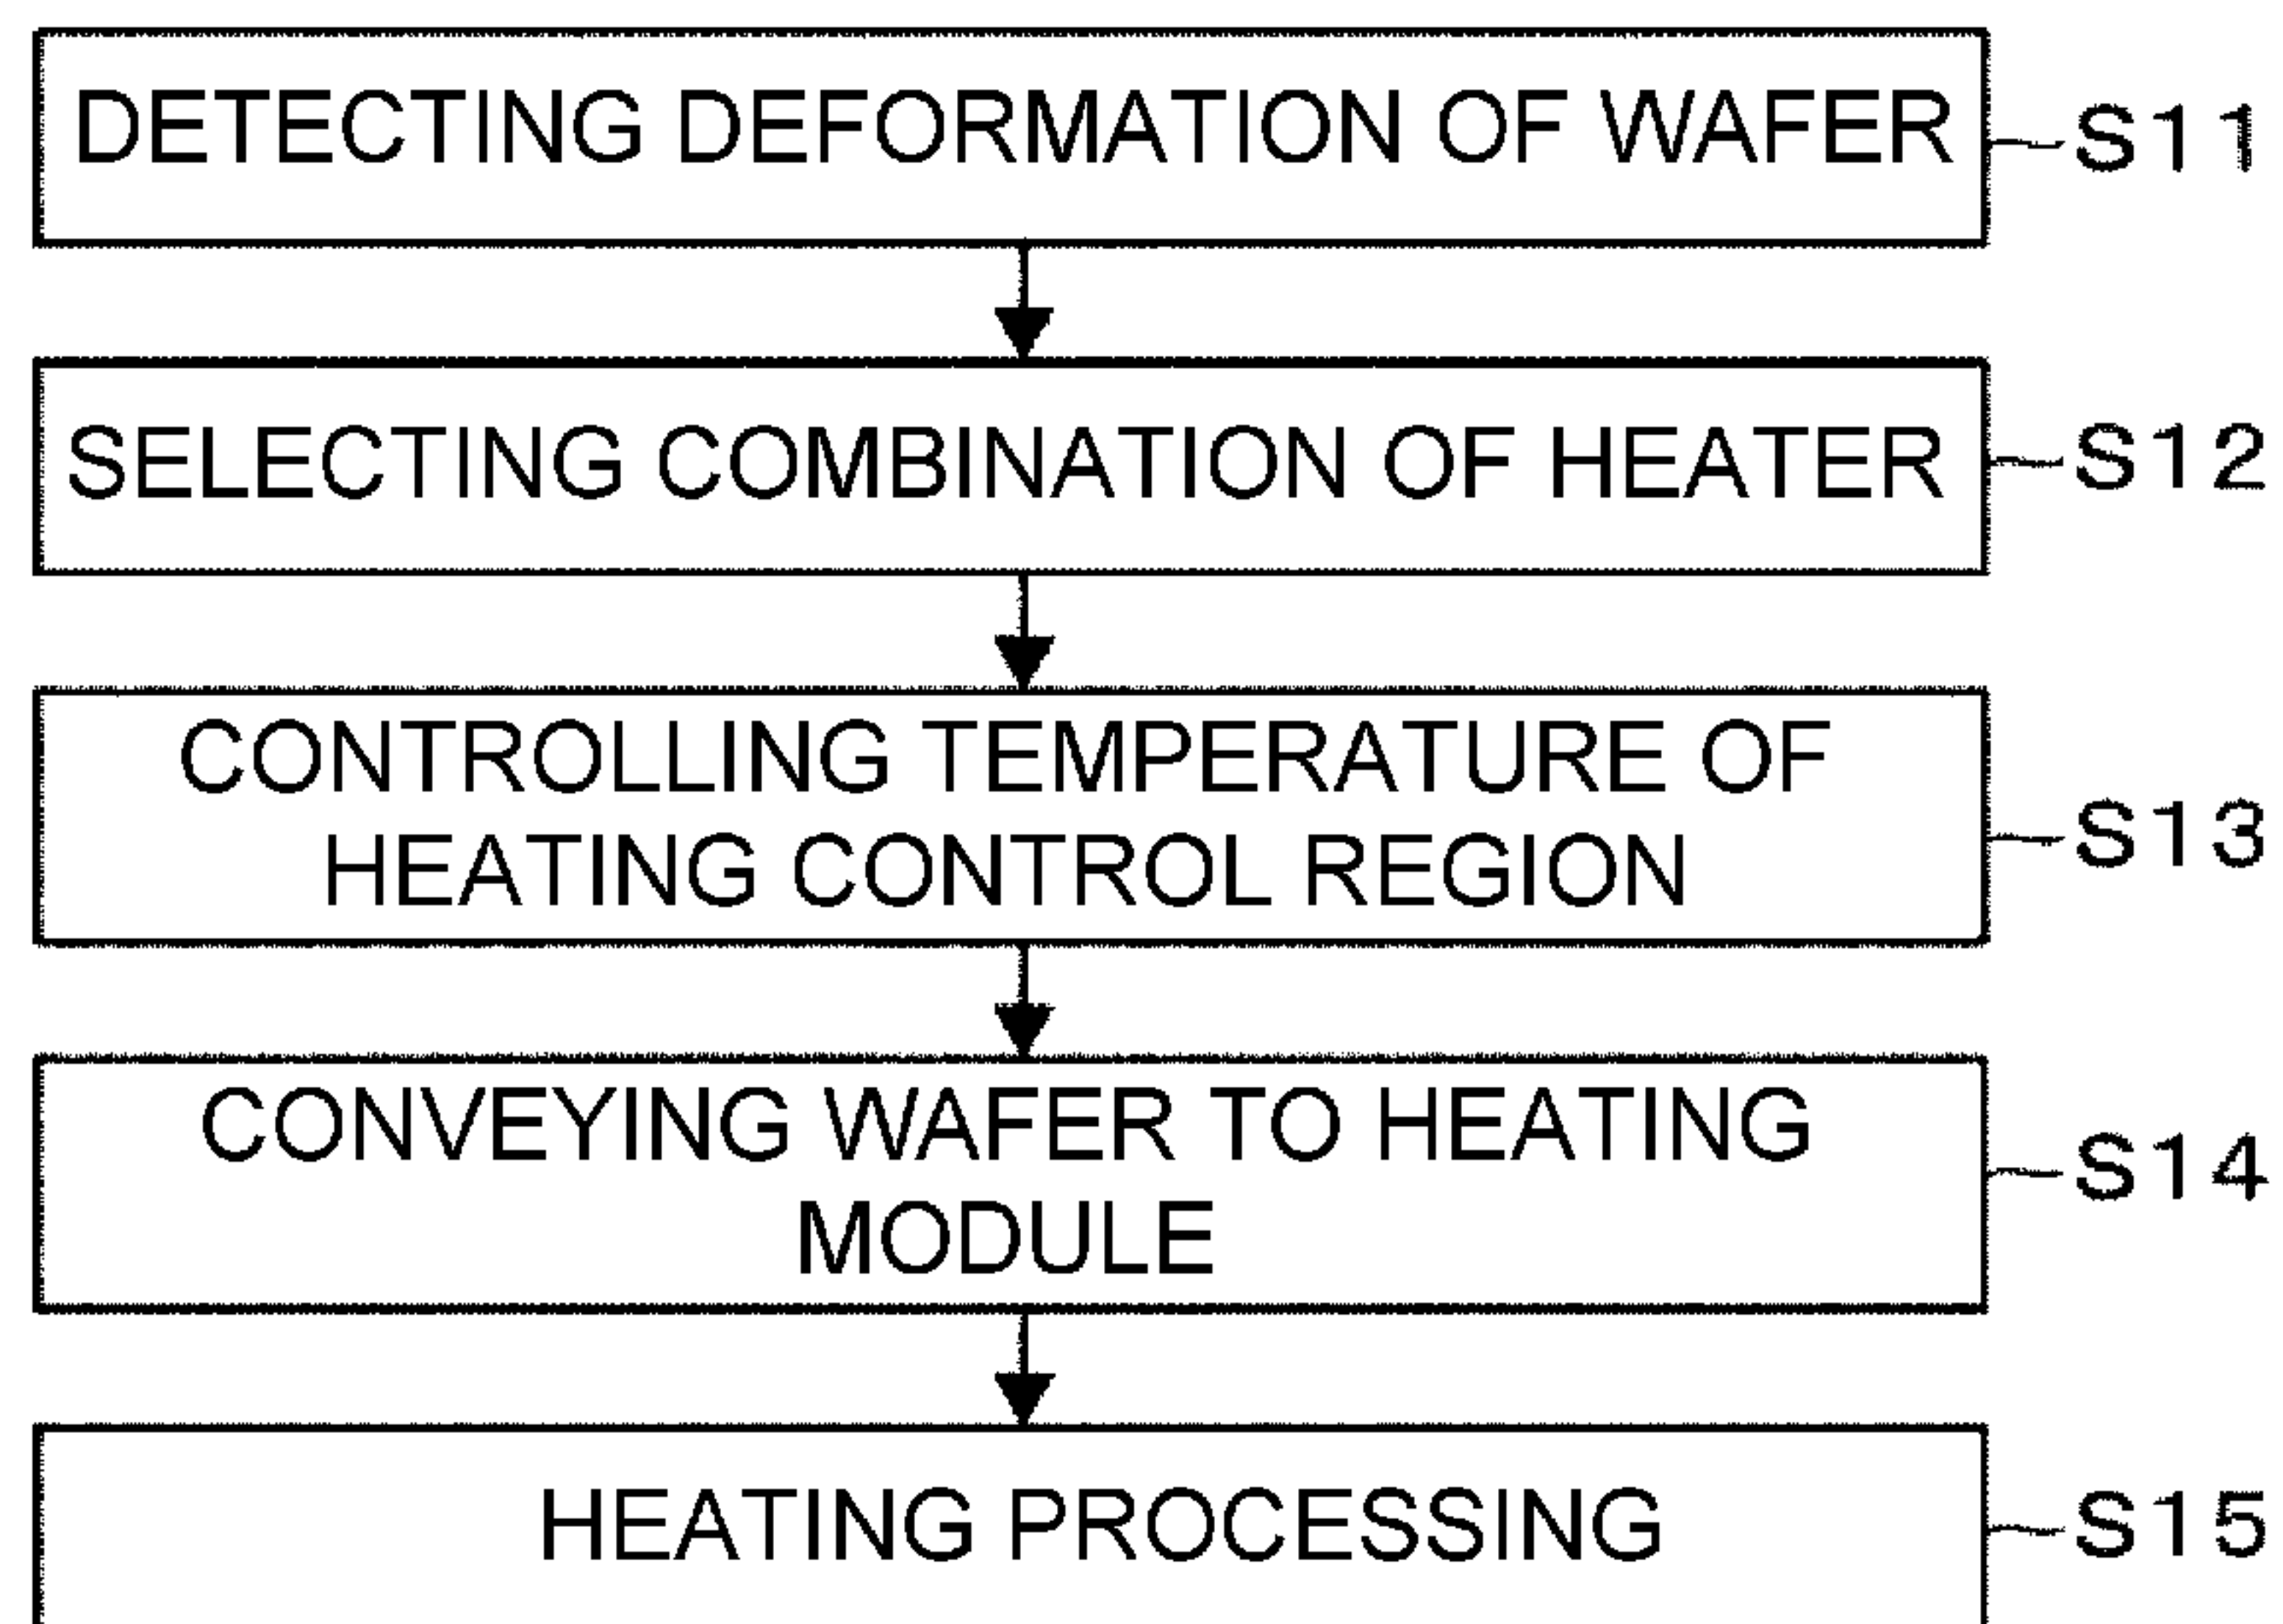 DETECTING DEFORMATION OF WAFER
S11
SELECTING COMBINATION OF HEATER
S12
CONTROLLING TEMPERATURE OF
HEATING CONTROL REGION
S13
CONVEYING WAFER TO HEATING
MODULE
S14
HEATING PROCESSING
S15